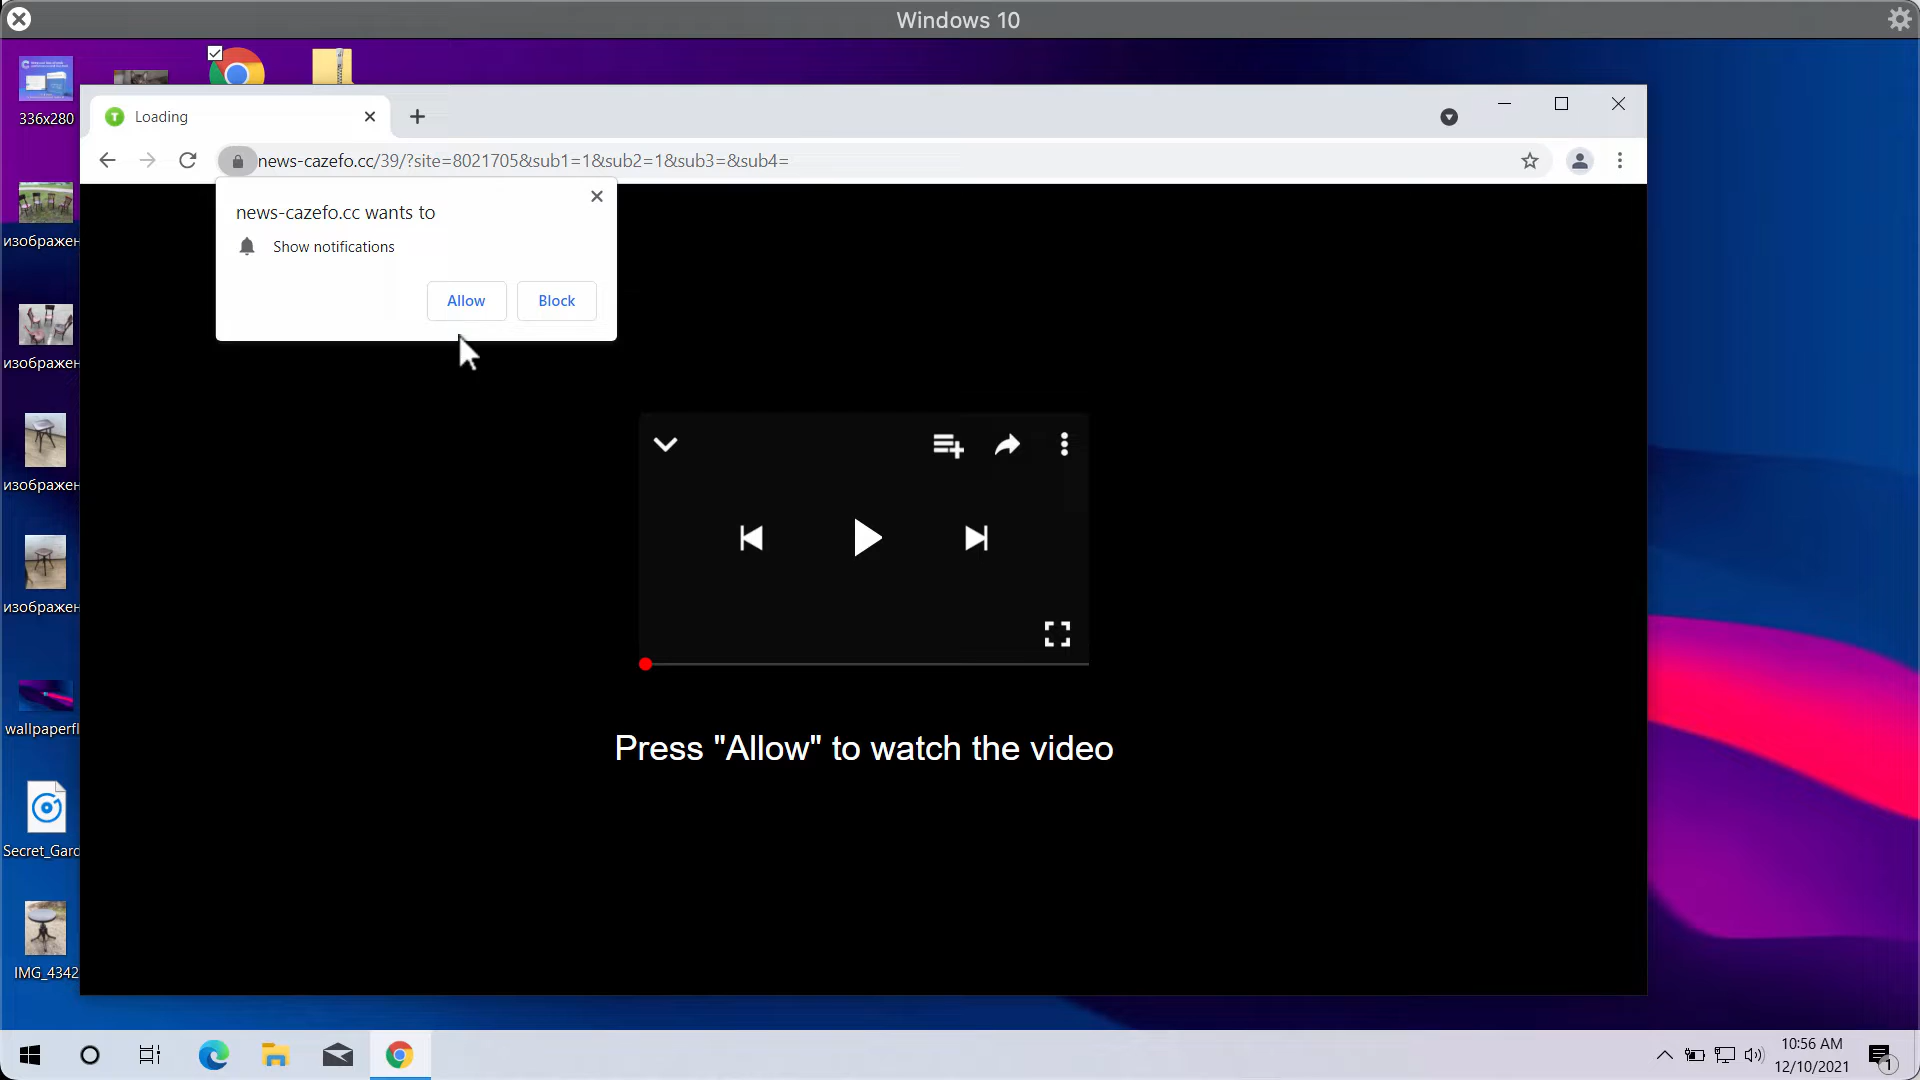 Windows 10
336x280
изображен
изображен
изображен
изображен
wallpaperfl
Secret_Gard
IMG_4342
Loading
news-cazefo.cc/39/?site=8021705&sub1=1&sub2=1&sub3=&sub4=
news-cazefo.cc wants to
Show notifications
Allow
Block
Press "Allow" to watch the video
10:56 AM
12/10/2021
1